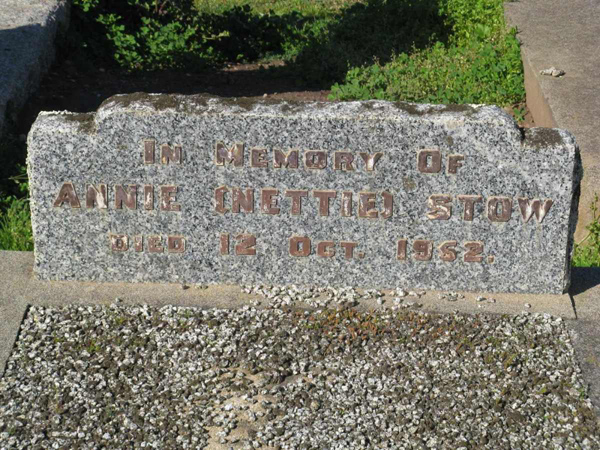 In Memory Of
ANNIE (NETTIE) STOW
Died 12 Oct. 1952.